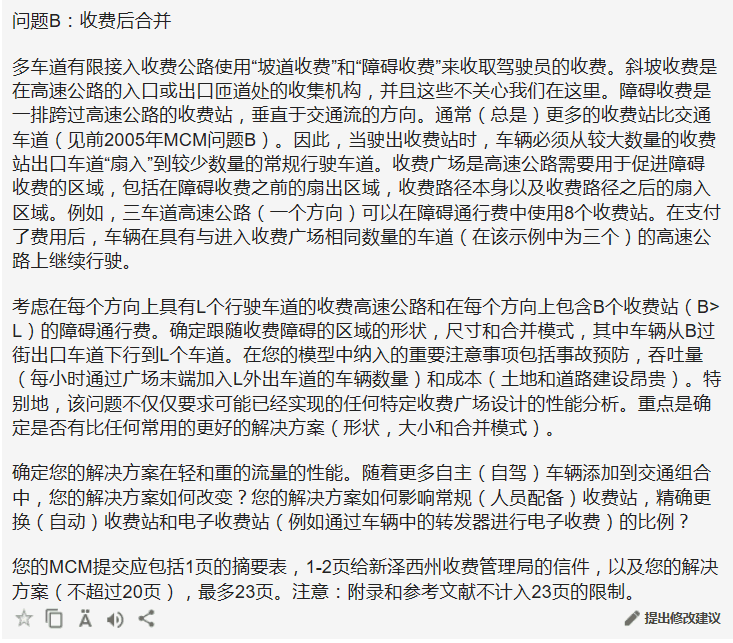 问题B：收费后合并
多车道有限接入收费公路使用“坡道收费”和“障碍收费”来收取驾驶员的收费。斜坡收费是
在高速公路的入口或出口匝道处的收集机构，并且这些不关心我们在这里。障碍收费是
一排跨过高速公路的收费站，垂直于交通流的方向。通常（总是）更多的收费站比交通
车道（见前2005年MCM问题B）。因此，当驶出收费站时，车辆必须从较大数量的收费
站出口车道“扇入”到较少数量的常规行驶车道。收费广场是高速公路需要用于促进障碍
收费的区域，包括在障碍收费之前的扇出区域，收费路径本身以及收费路径之后的扇入
区域。例如，三车道高速公路（一个方向）可以在障碍通行费中使用8个收费站。在支付
了费用后，车辆在具有与进入收费广场相同数量的车道（在该示例中为三个）的高速公
路上继续行驶。
考虑在每个方向上具有L个行驶车道的收费高速公路和在每个方向上包含B个收费站（B>
L）的障碍通行费。确定跟随收费障碍的区域的形状，尺寸和合并模式，其中车辆从B过
街出口车道下行到L个车道。在您的模型中纳入的重要注意事项包括事故预防，吞吐量
（每小时通过广场末端加入L外出车道的车辆数量）和成本（土地和道路建设昂贵）。特
别地，该问题不仅仅要求可能已经实现的任何特定收费广场设计的性能分析。重点是确
定是否有比任何常用的更好的解决方案（形状，大小和合并模式）。
确定您的解决方案在轻和重的流量的性能。随着更多自主（自驾）车辆添加到交通组合
中，您的解决方案如何改变？您的解决方案如何影响常规（人员配备）收费站，精确更
换（自动）收费站和电子收费站（例如通过车辆中的转发器进行电子收费）的比例？
您的MCM提交应包括1页的摘要表，1-2页给新泽西州收费管理局的信件，以及您的解决
方案（不超过20页），最多23页。注意：附录和参考文献不计入23页的限制。
Ä
提出修改建议